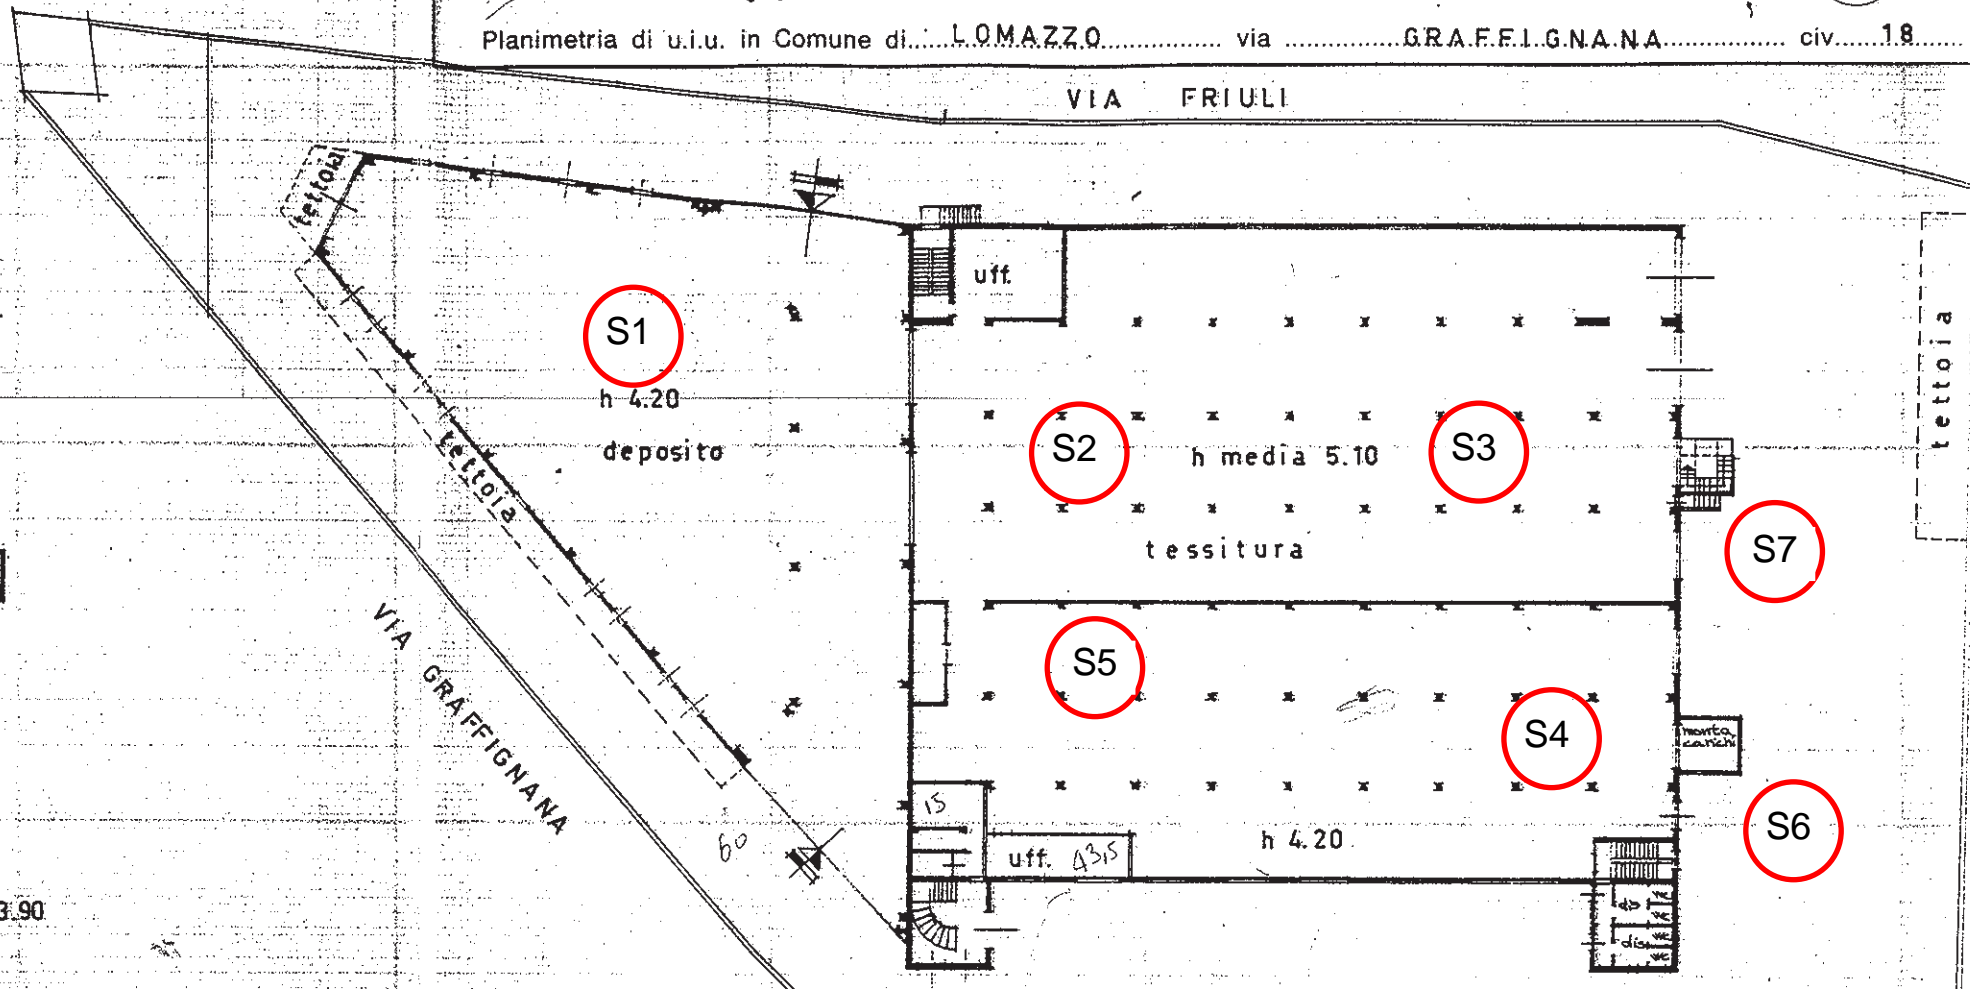 Planimetria di u.i.u. in Comune di LOMAZZO via GRAFFIGNANA civ. 18
VIA FRIULI
tettoia
uff.
S1
h 4.20
deposito
tettoia
tettoia
S2
h media 5.10
S3
tessitura
S7
VIA GRAFFIGNANA
S5
S4
monta
carichi
S6
15
60
uff. 43,5
h 4.20
3.90
dis.